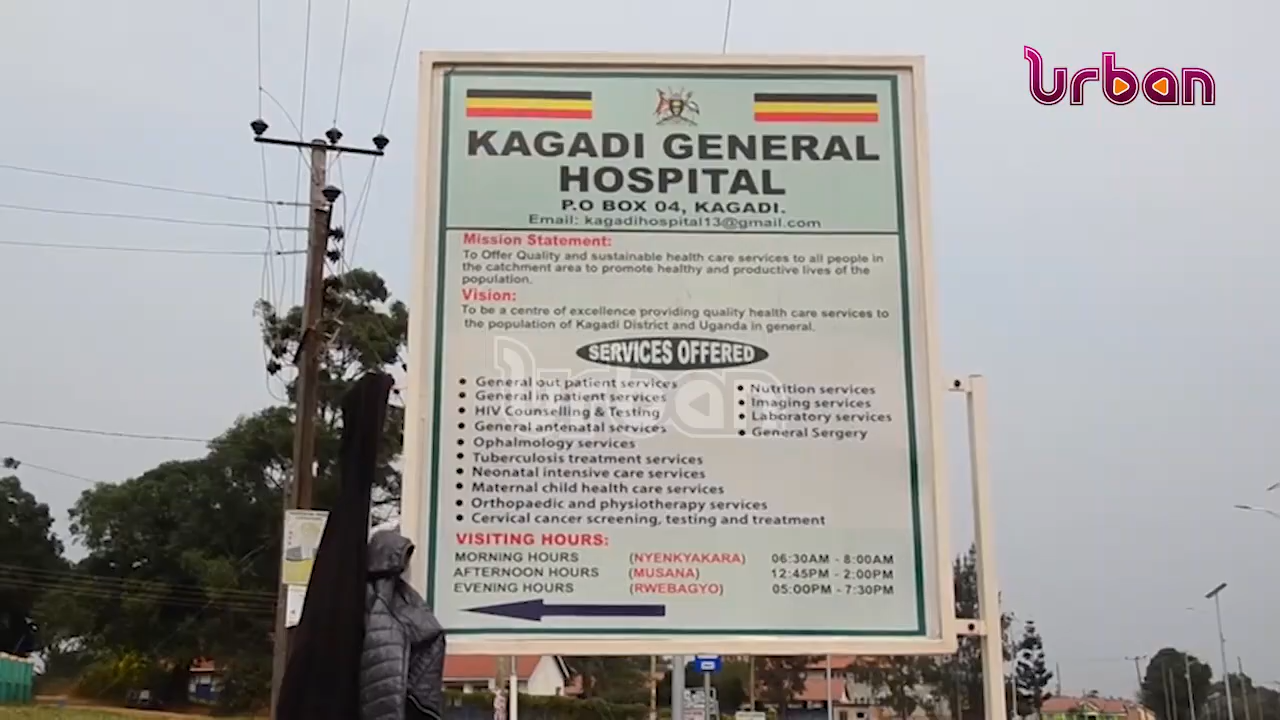 Urban
KAGADI GENERAL
HOSPITAL
P.O BOX 04, KAGADI.
Email: kagadihospital13@gmail.com
Mission Statement:
To Offer Quality and sustainable health care services to all people in
the catchment area to promote healthy and productive lives of the
population.
Vision:
To be a centre of excellence providing quality health care services to
the population of Kagadi District and Uganda in general.
SERVICES OFFERED
• General out patient services
• General in patient services
• HIV Counselling & Testing
• General antenatal services
• Ophalmology services
• Tuberculosis treatment services
• Neonatal intensive care services
• Maternal child health care services
• Orthopaedic and physiotherapy services
• Cervical cancer screening, testing and treatment
• Nutrition services
• Imaging services
• Laboratory services
• General Sergery
Urban
VISITING HOURS:
MORNING HOURS (NYENKYAKARA) 06:30AM - 8:00AM
AFTERNOON HOURS (MUSANA) 12:45PM - 2:00PM
EVENING HOURS (RWEBAGYO) 05:00PM - 7:30PM